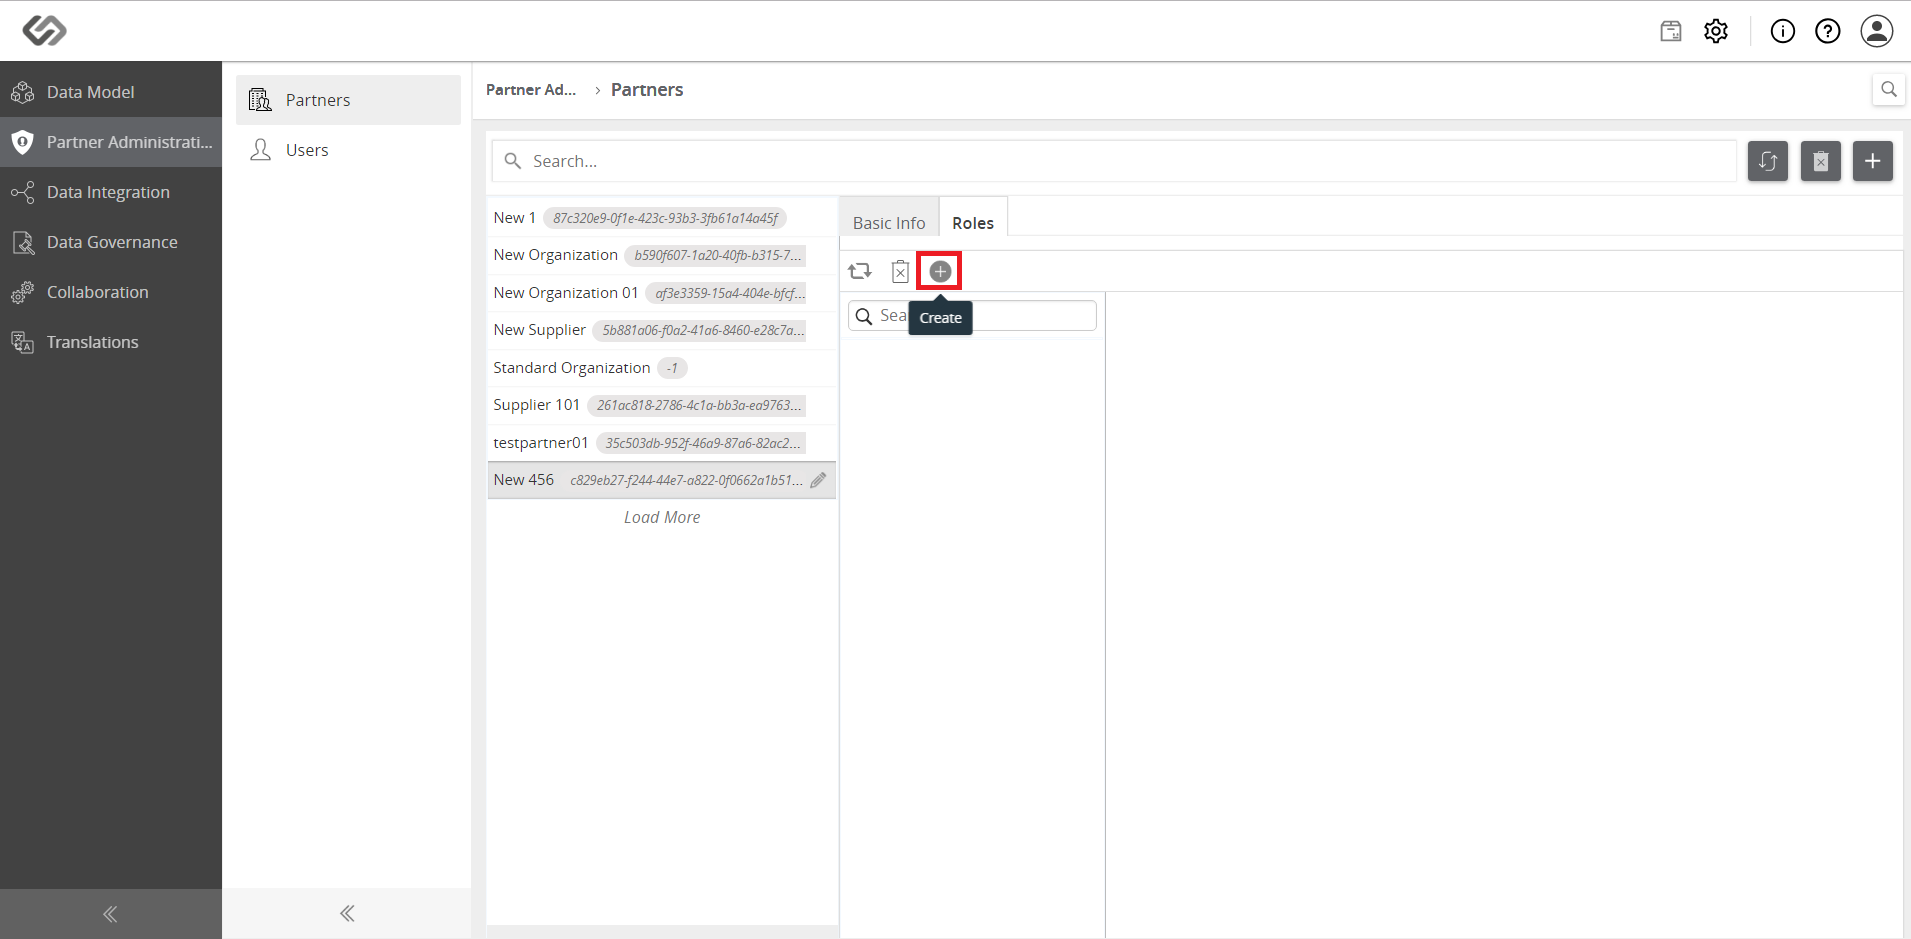 Data Model
Partner Administrati...
Data Integration
Data Governance
Collaboration
Translations
Partners
Users
Partner Ad... › Partners
Search...
New 1 87c320e9-0f1e-423c-93b3-3fb61a14a45f
New Organization b590f607-1a20-40fb-b315-7...
New Organization 01 af3e3359-15a4-404e-bfcf...
New Supplier 5b881a06-f0a2-41a6-8460-e28c7a...
Standard Organization -1
Supplier 101 261ac818-2786-4c1a-bb3a-ea9763...
testpartner01 35c503db-952f-46a9-87a6-82ac2...
New 456 c829eb27-f244-44e7-a822-0f0662a1b51...
Load More
Basic Info Roles
Sea
Create